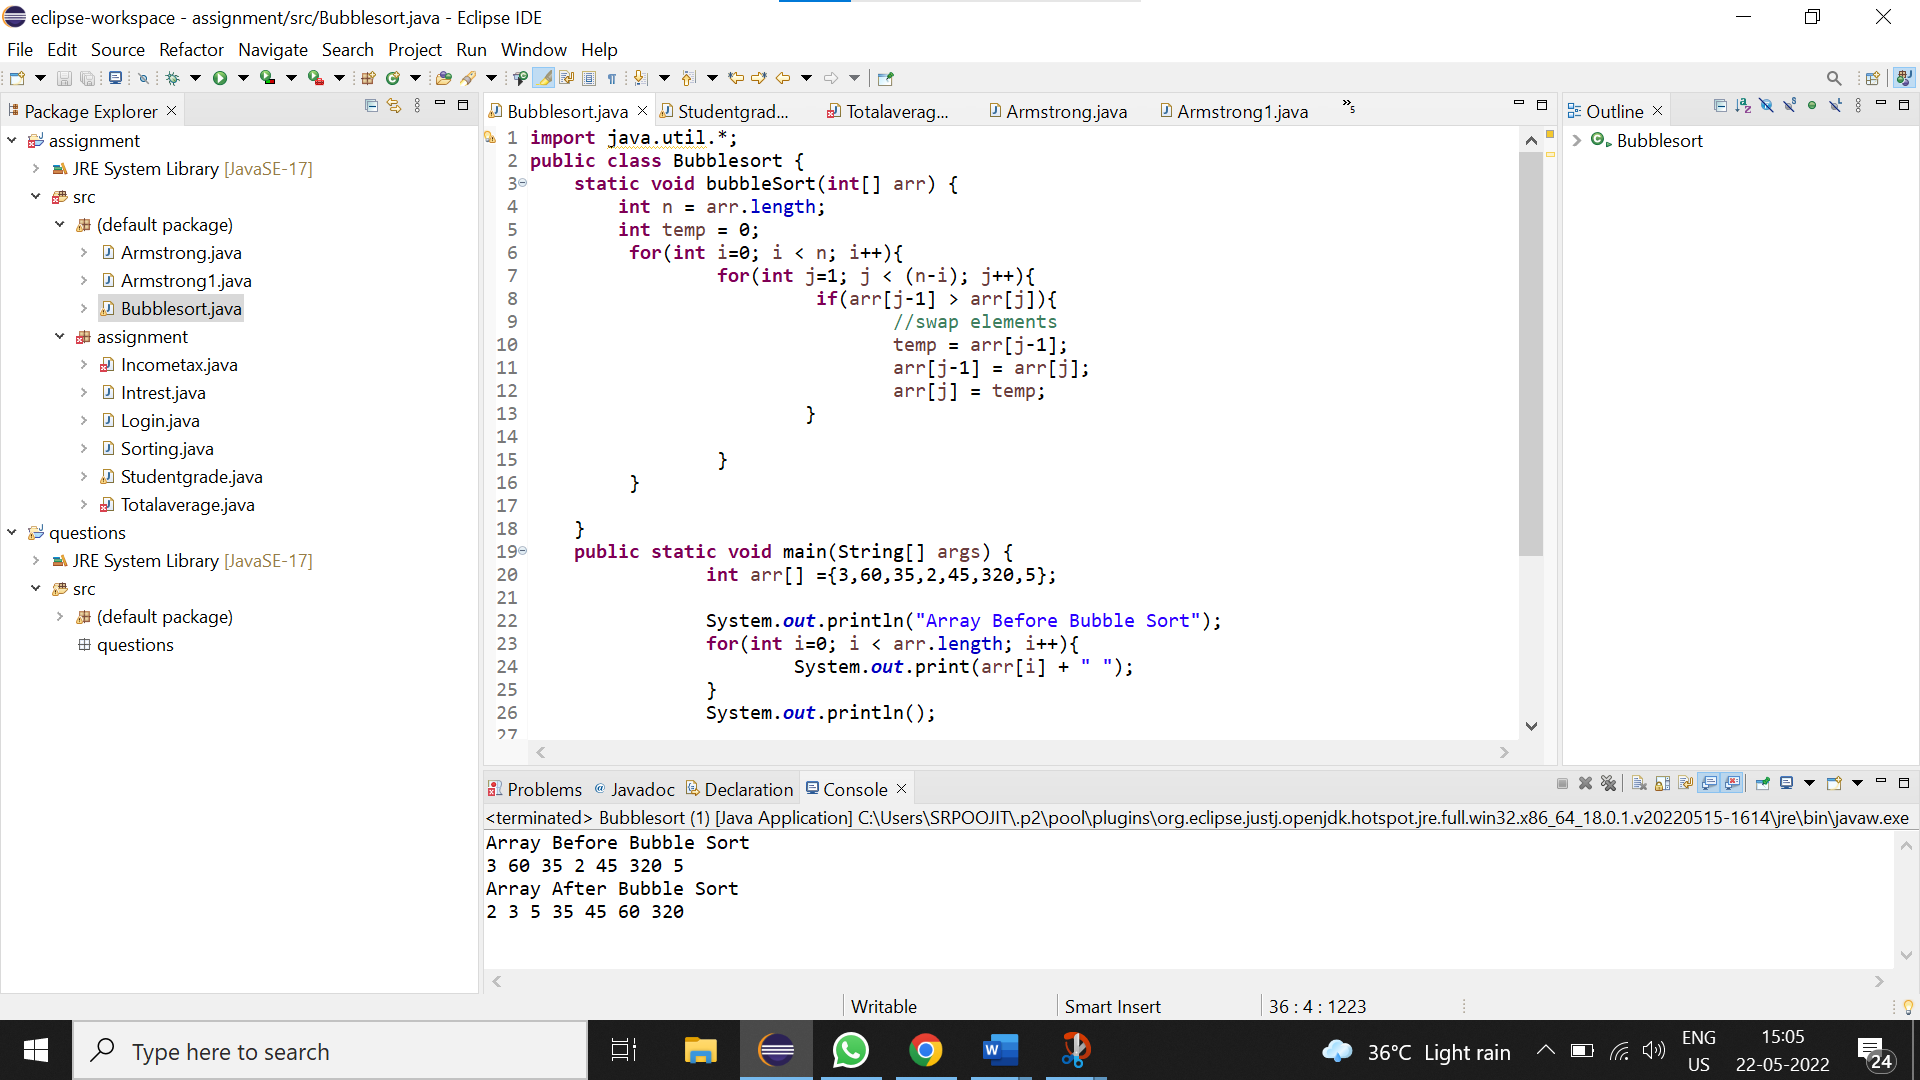 eclipse-workspace - assignment/src/Bubblesort.java - Eclipse IDE
File Edit Source Refactor Navigate Search Project Run Window Help
Package Explorer
assignment
JRE System Library [JavaSE-17]
src
(default package)
Armstrong.java
Armstrong1.java
Bubblesort.java
assignment
Incometax.java
Intrest.java
Login.java
Sorting.java
Studentgrade.java
Totalaverage.java
questions
JRE System Library [JavaSE-17]
src
(default package)
questions
Bubblesort.java Studentgrad... Totalaverag... Armstrong.java Armstrong1.java »5
1 import java.util.*;
2 public class Bubblesort {
3 static void bubbleSort(int[] arr) {
4 int n = arr.length;
5 int temp = 0;
6 for(int i=0; i < n; i++){
7 for(int j=1; j < (n-i); j++){
8 if(arr[j-1] > arr[j]){
9 //swap elements
10 temp = arr[j-1];
11 arr[j-1] = arr[j];
12 arr[j] = temp;
13 }
14
15 }
16 }
17
18 }
19 public static void main(String[] args) {
20 int arr[] ={3,60,35,2,45,320,5};
21
22 System.out.println("Array Before Bubble Sort");
23 for(int i=0; i < arr.length; i++){
24 System.out.print(arr[i] + " ");
25 }
26 System.out.println();
27
Outline
Bubblesort
Problems Javadoc Declaration Console
<terminated> Bubblesort (1) [Java Application] C:\Users\SRPOOJIT\.p2\pool\plugins\org.eclipse.justj.openjdk.hotspot.jre.full.win32.x86_64_18.0.1.v20220515-1614\jre\bin\javaw.exe
Array Before Bubble Sort
3 60 35 2 45 320 5
Array After Bubble Sort
2 3 5 35 45 60 320
Writable Smart Insert 36 : 4 : 1223
Type here to search
36°C Light rain
ENG
US
15:05
22-05-2022
24